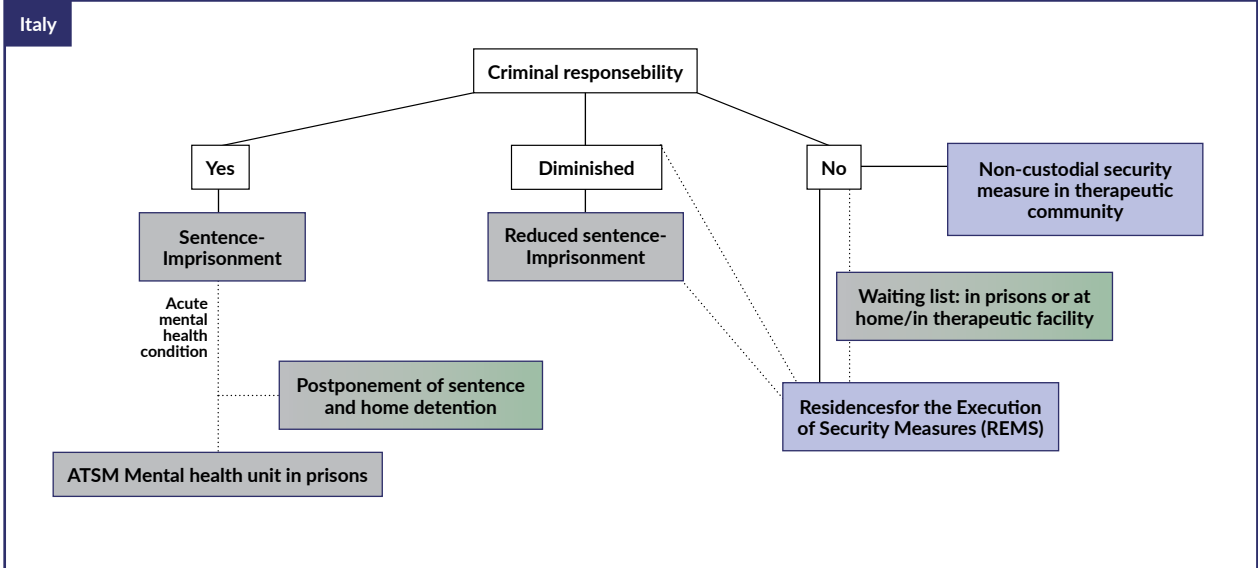 Italy
Criminal responsebility
Yes
Diminished
No
Non-custodial security
measure in therapeutic
community
Sentence-
Imprisonment
Reduced sentence-
Imprisonment
Acute
mental
health
condition
Waiting list: in prisons or at
home/in therapeutic facility
Postponement of sentence
and home detention
Residencesfor the Execution
of Security Measures (REMS)
ATSM Mental health unit in prisons